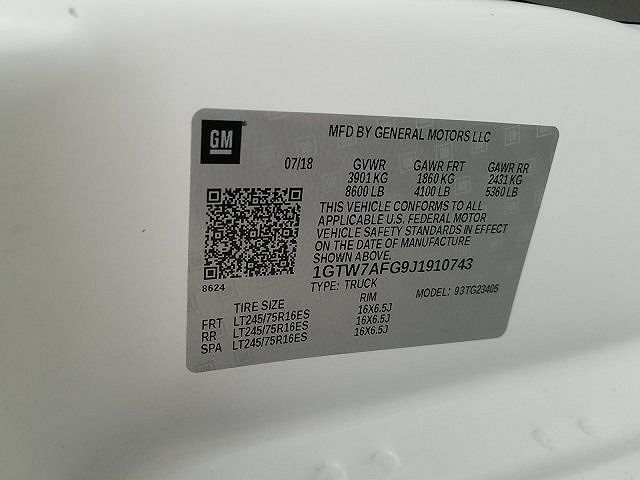 GM
MFD BY GENERAL MOTORS LLC
07/18 GVWR GAWR FRT GAWR RR
3901 KG 1860 KG 2431 KG
8600 LB 4100 LB 5360 LB
THIS VEHICLE CONFORMS TO ALL
APPLICABLE U.S. FEDERAL MOTOR
VEHICLE SAFETY STANDARDS IN EFFECT
ON THE DATE OF MANUFACTURE
SHOWN ABOVE.
8624
1GTW7AFG9J1910743
TYPE: TRUCK MODEL: 93TG23405
TIRE SIZE RIM
FRT LT245/75R16ES 16X6.5J
RR LT245/75R16ES 16X6.5J
SPA LT245/75R16ES 16X6.5J